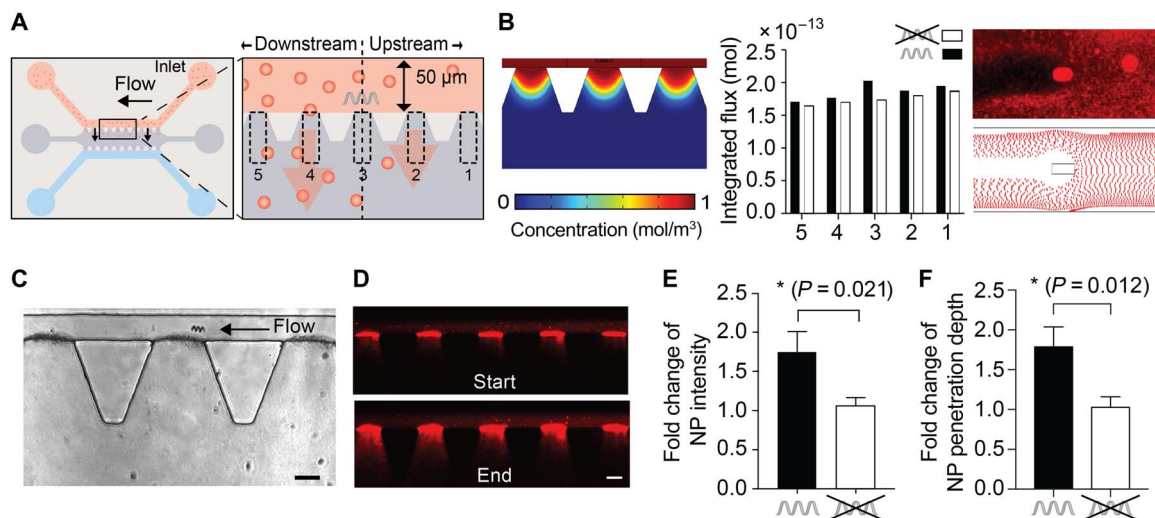 A
Inlet
Flow
Downstream
Upstream
50 μm
5
4
3
2
1
B
0
1
Concentration (mol/m³)
× 10⁻¹³
Integrated flux (mol)
2.5
2.0
1.5
1.0
0.5
0.0
5 4 3 2 1
C
Flow
D
Start
End
E
* (P = 0.021)
Fold change of
NP intensity
2.5
2.0
1.5
1.0
0.5
0.0
F
* (P = 0.012)
Fold change of
NP penetration depth
2.5
2.0
1.5
1.0
0.5
0.0